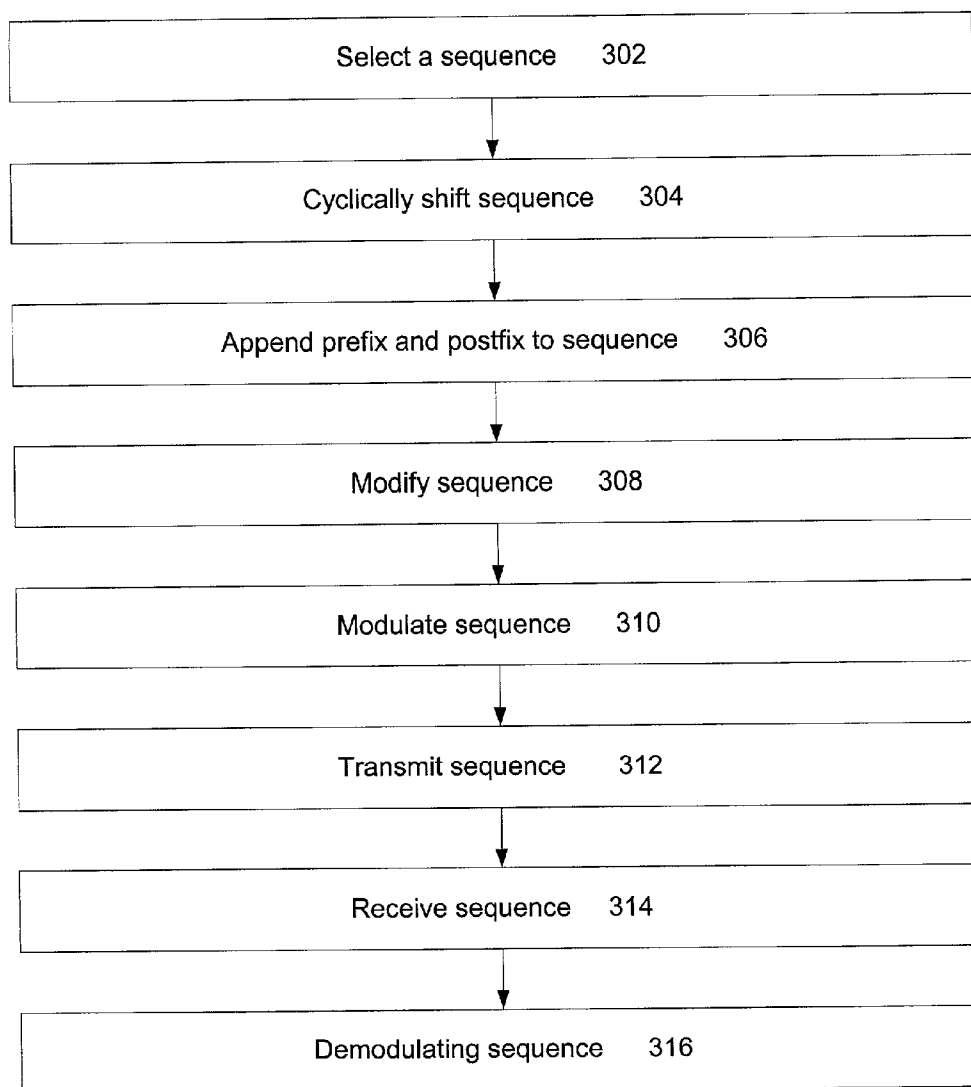 Select a sequence 302
Cyclically shift sequence 304
Append prefix and postfix to sequence 306
Modify sequence 308
Modulate sequence 310
Transmit sequence 312
Receive sequence 314
Demodulating sequence 316